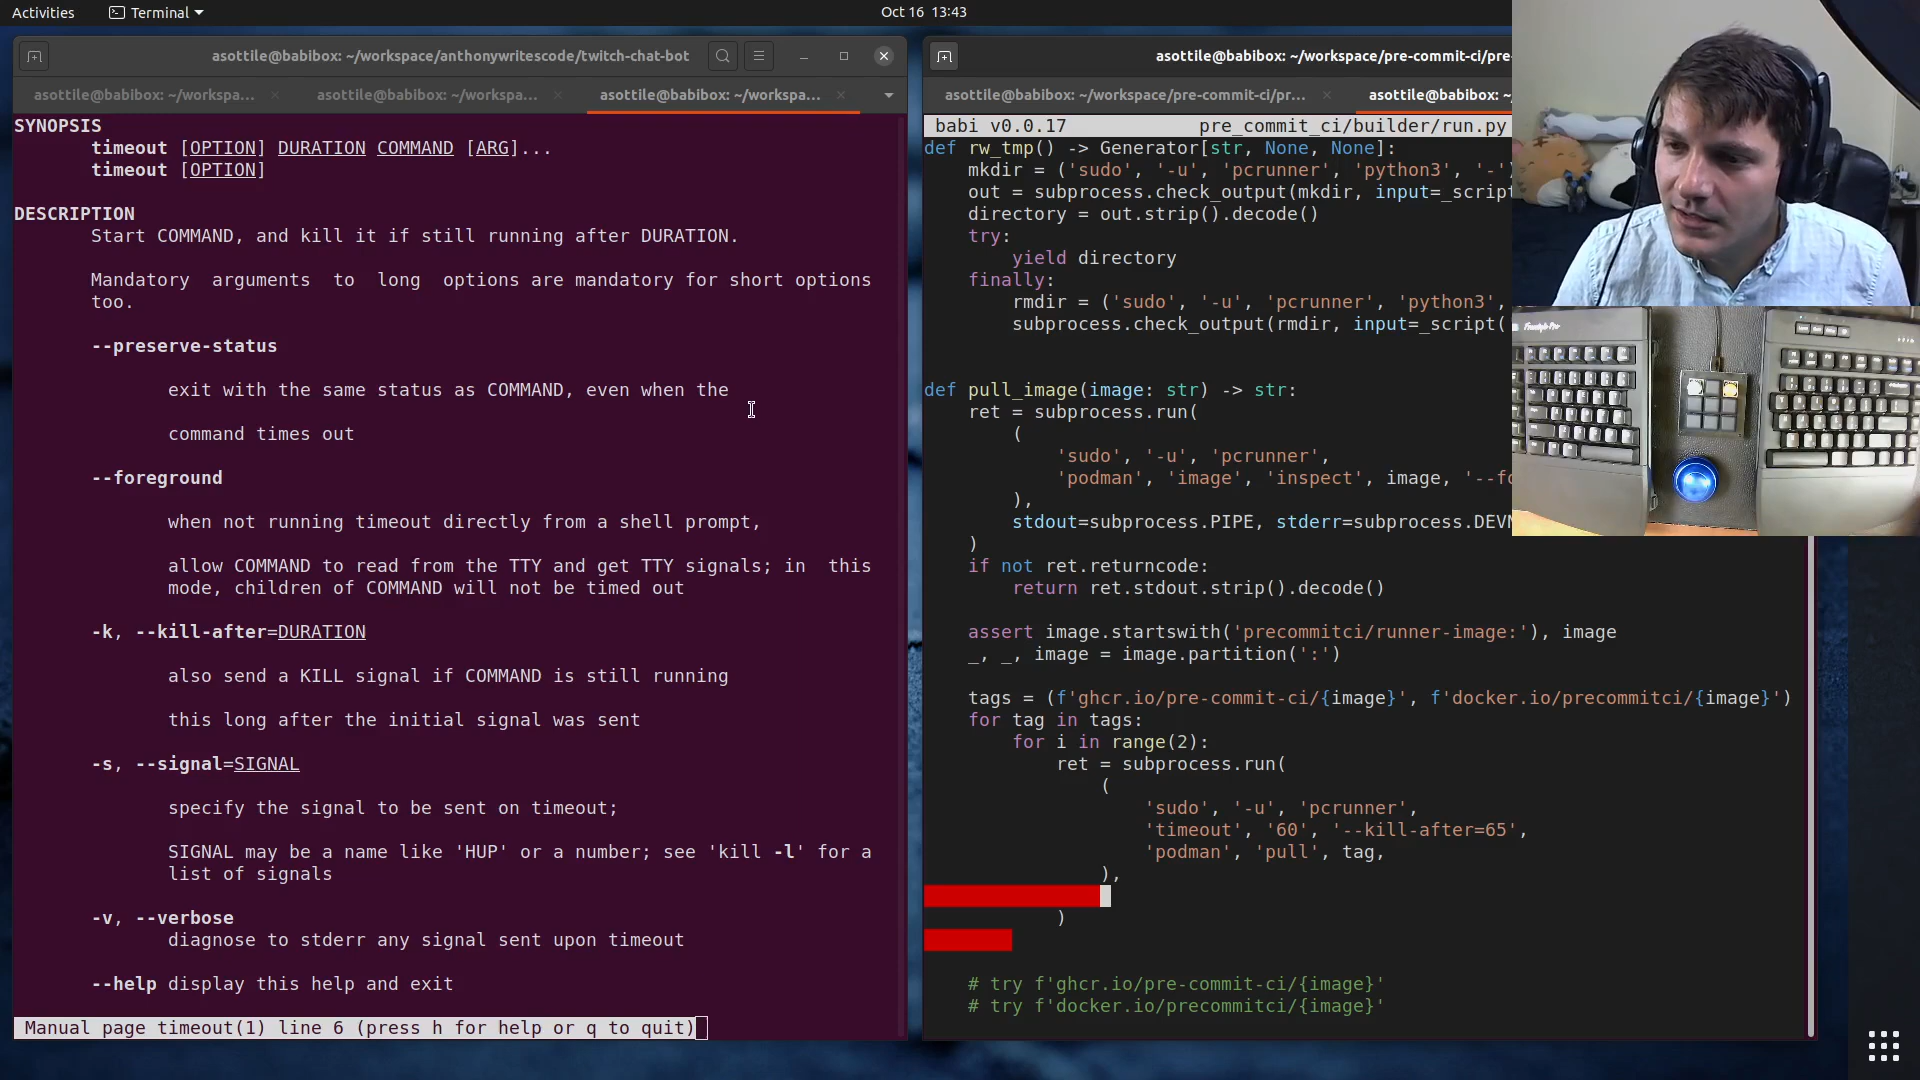 Activities
Terminal
Oct 16 13:43
asottile@babibox: ~/workspace/anthonywritescode/twitch-chat-bot
asottile@babibox: ~/workspa...
asottile@babibox: ~/workspa...
asottile@babibox: ~/workspa...
SYNOPSIS
timeout [OPTION] DURATION COMMAND [ARG]...
timeout [OPTION]
DESCRIPTION
Start COMMAND, and kill it if still running after DURATION.
Mandatory arguments to long options are mandatory for short options
too.
--preserve-status
exit with the same status as COMMAND, even when the
command times out
--foreground
when not running timeout directly from a shell prompt,
allow COMMAND to read from the TTY and get TTY signals; in this
mode, children of COMMAND will not be timed out
-k, --kill-after=DURATION
also send a KILL signal if COMMAND is still running
this long after the initial signal was sent
-s, --signal=SIGNAL
specify the signal to be sent on timeout;
SIGNAL may be a name like 'HUP' or a number; see 'kill -l' for a
list of signals
-v, --verbose
diagnose to stderr any signal sent upon timeout
--help display this help and exit
Manual page timeout(1) line 6 (press h for help or q to quit)
asottile@babibox: ~/workspace/pre-commit-ci/pre-
asottile@babibox: ~/workspace/pre-commit-ci/pr...
asottile@babibox: ~/wo
babi v0.0.17 pre_commit_ci/builder/run.py
def rw_tmp() -> Generator[str, None, None]:
mkdir = ('sudo', '-u', 'pcrunner', 'python3', '-')
out = subprocess.check_output(mkdir, input=_script
directory = out.strip().decode()
try:
yield directory
finally:
rmdir = ('sudo', '-u', 'pcrunner', 'python3',
subprocess.check_output(rmdir, input=_script(
def pull_image(image: str) -> str:
ret = subprocess.run(
(
'sudo', '-u', 'pcrunner',
'podman', 'image', 'inspect', image, '--fo
),
stdout=subprocess.PIPE, stderr=subprocess.DEVN
)
if not ret.returncode:
return ret.stdout.strip().decode()
assert image.startswith('precommitci/runner-image:'), image
_, _, image = image.partition(':')
tags = (f'ghcr.io/pre-commit-ci/{image}', f'docker.io/precommitci/{image}')
for tag in tags:
for i in range(2):
ret = subprocess.run(
(
'sudo', '-u', 'pcrunner',
'timeout', '60', '--kill-after=65',
'podman', 'pull', tag,
),
)
# try f'ghcr.io/pre-commit-ci/{image}'
# try f'docker.io/precommitci/{image}'
Freestyle Pro